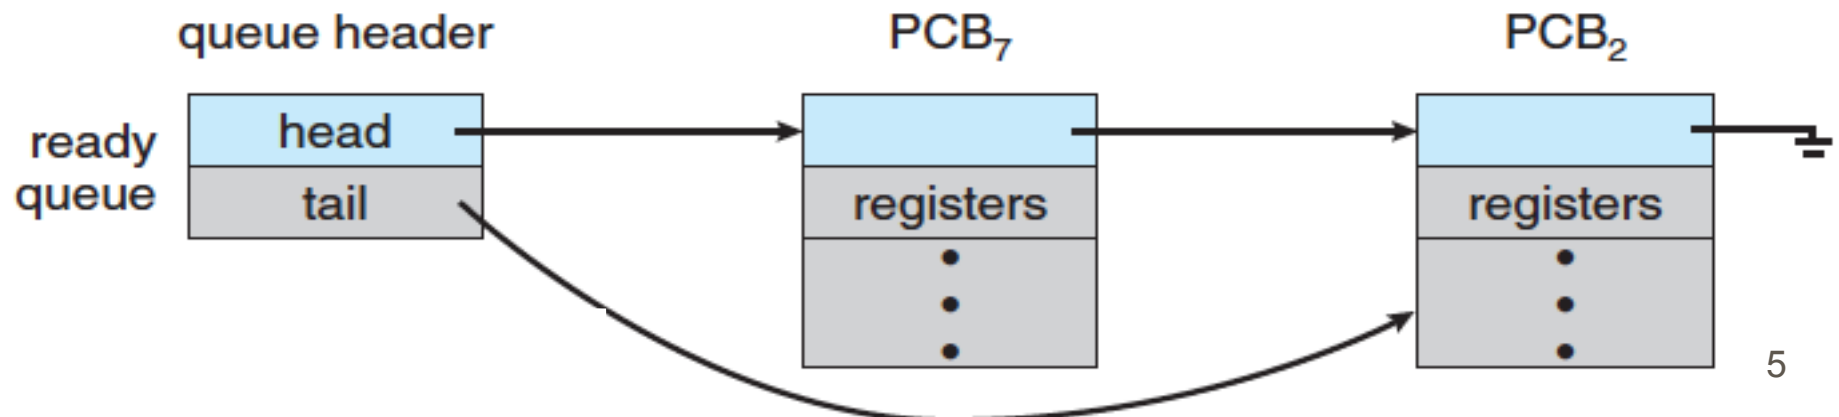 queue header
PCB₇
PCB₂
ready
queue
head
tail
registers
registers
5